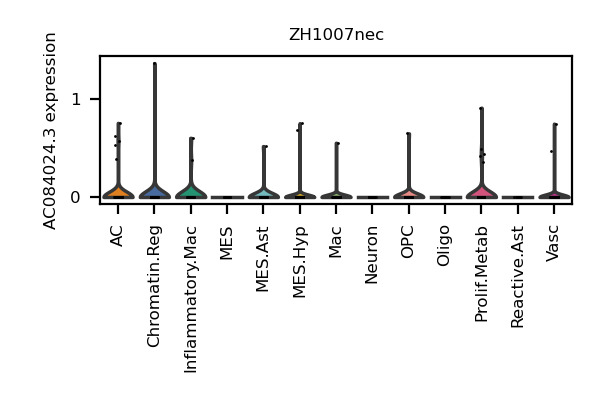 ZH1007nec
AC084024.3 expression
1
0
AC
Chromatin.Reg
Inflammatory.Mac
MES
MES.Ast
MES.Hyp
Mac
Neuron
OPC
Oligo
Prolif.Metab
Reactive.Ast
Vasc